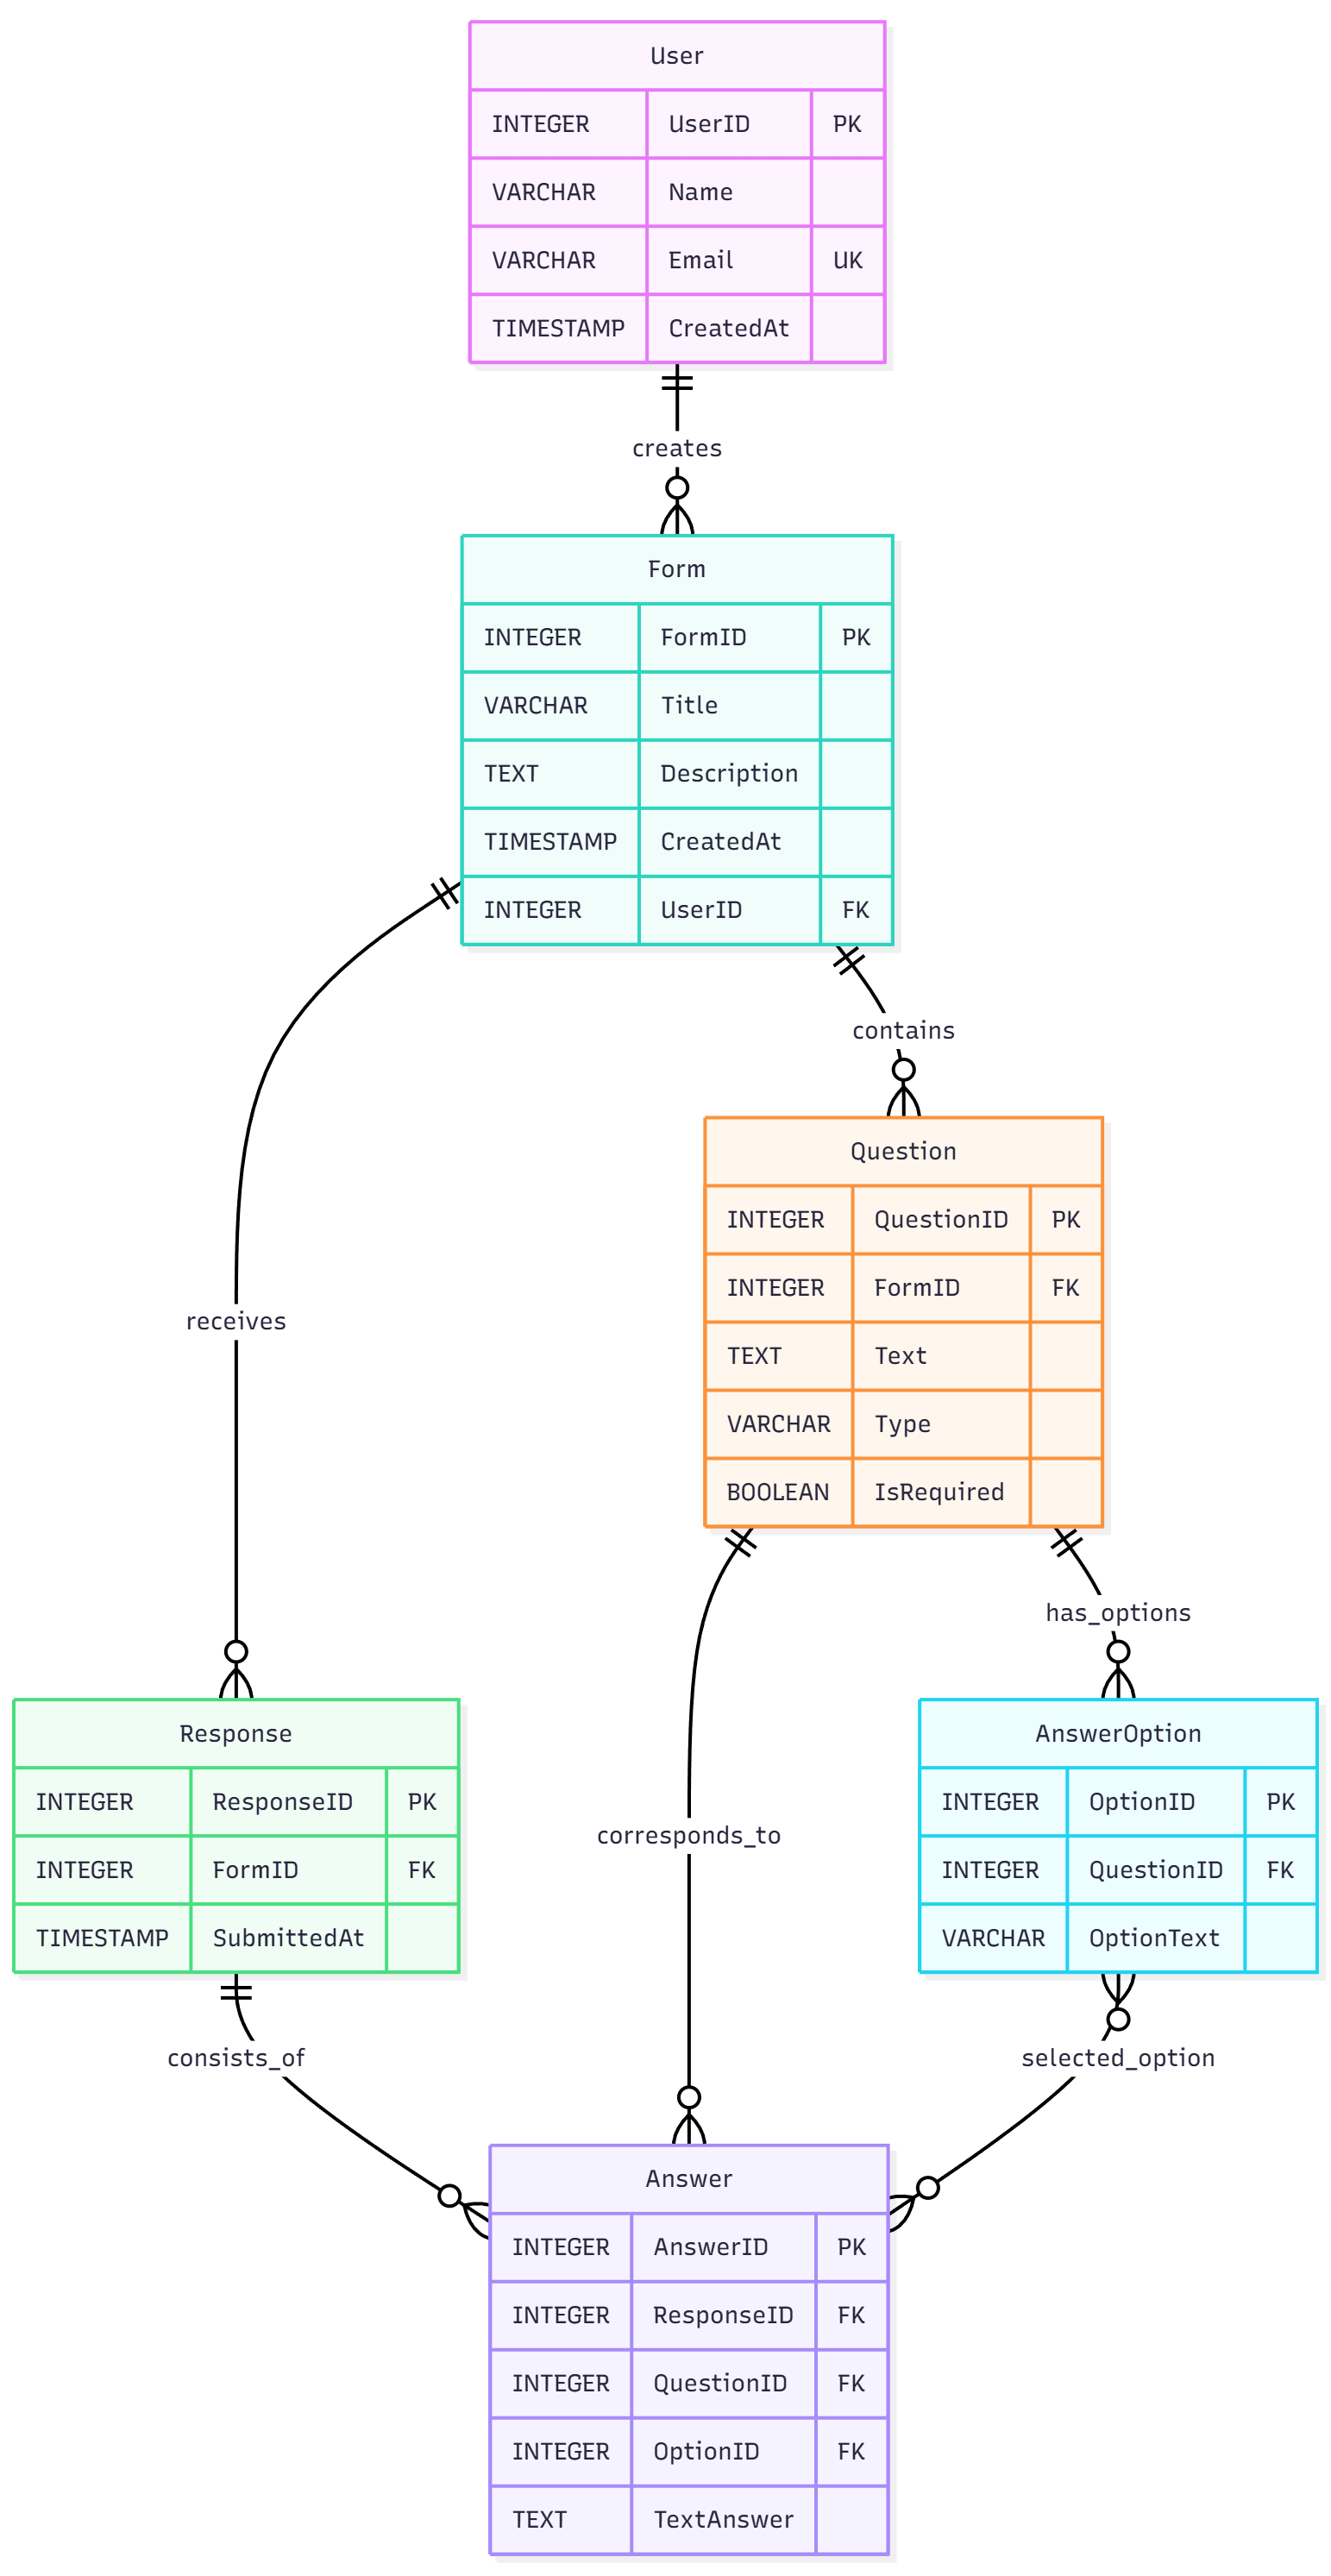 User
INTEGER UserID PK
VARCHAR Name
VARCHAR Email UK
TIMESTAMP CreatedAt
creates
Form
INTEGER FormID PK
VARCHAR Title
TEXT Description
TIMESTAMP CreatedAt
INTEGER UserID FK
contains
Question
INTEGER QuestionID PK
INTEGER FormID FK
TEXT Text
VARCHAR Type
BOOLEAN IsRequired
receives
has_options
Response
INTEGER ResponseID PK
INTEGER FormID FK
TIMESTAMP SubmittedAt
corresponds_to
AnswerOption
INTEGER OptionID PK
INTEGER QuestionID FK
VARCHAR OptionText
consists_of
selected_option
Answer
INTEGER AnswerID PK
INTEGER ResponseID FK
INTEGER QuestionID FK
INTEGER OptionID FK
TEXT TextAnswer